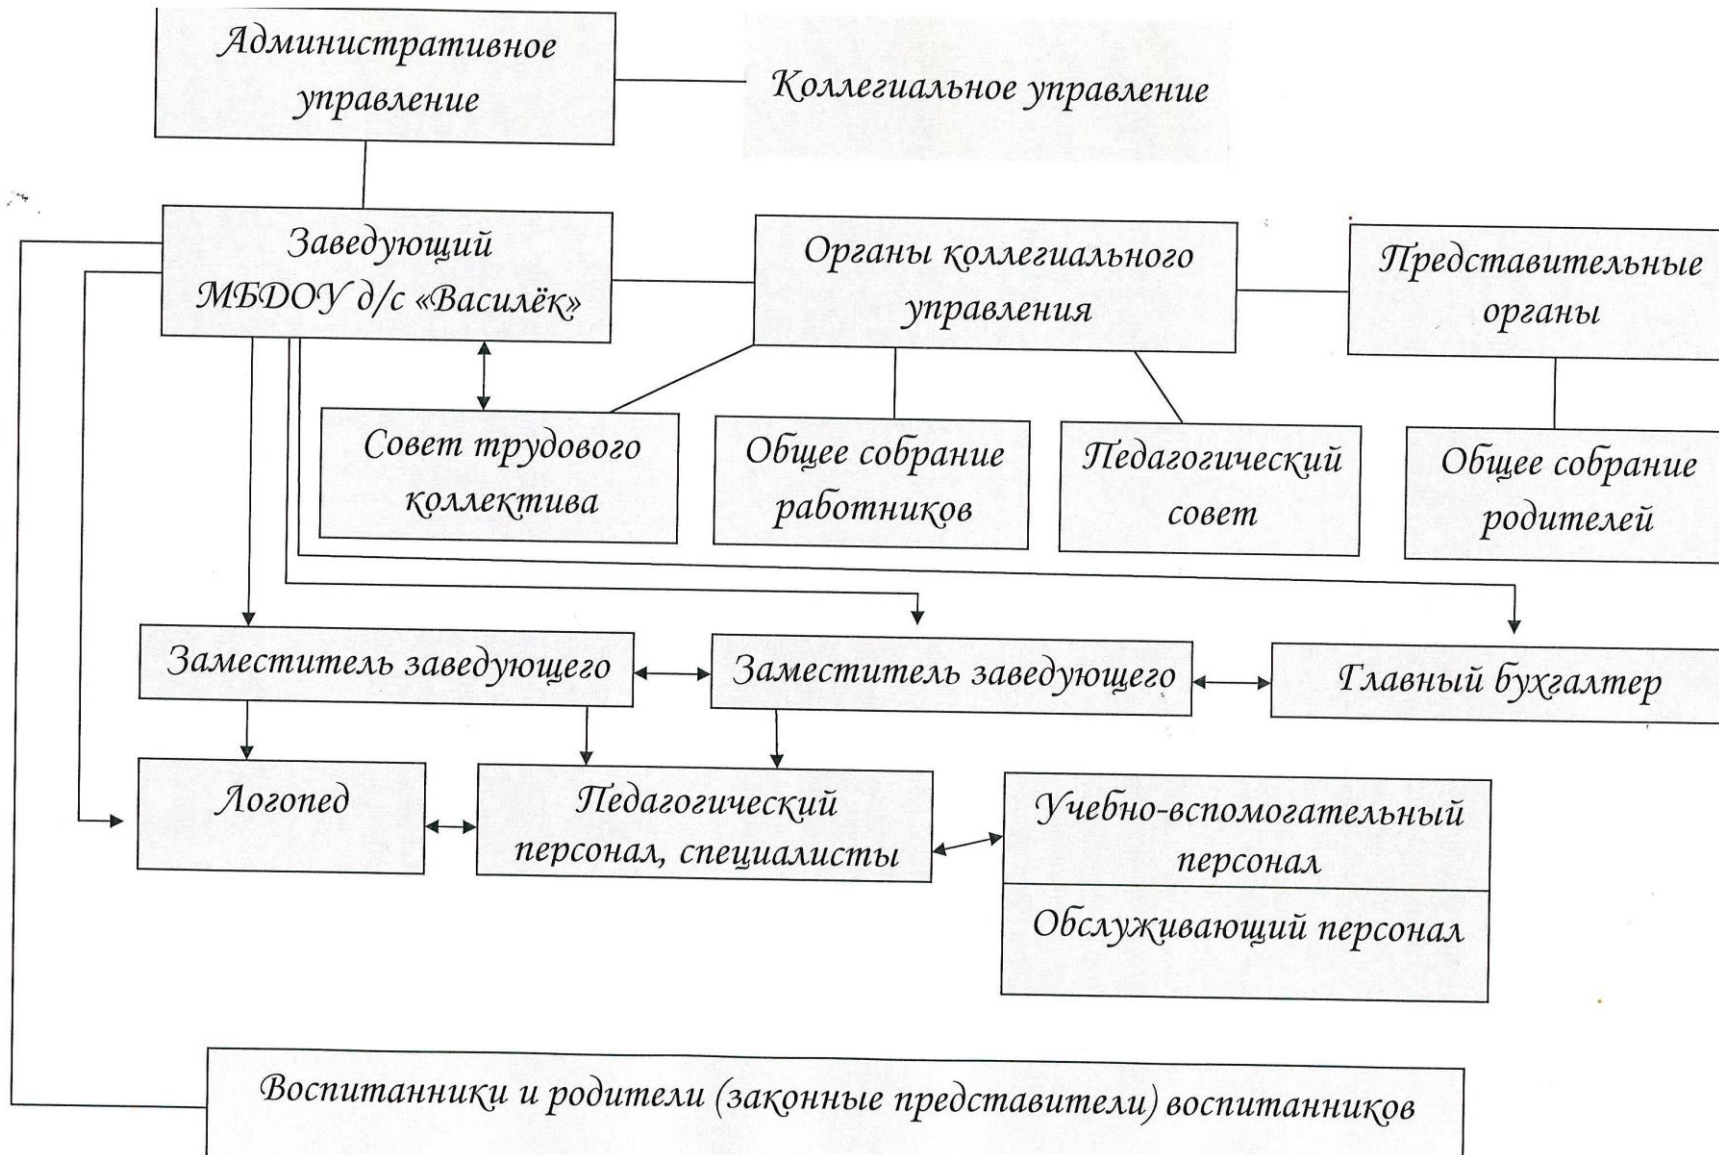 Административное
управление
Коллегиальное управление
Заведующий
МБДОУ д/с «Василёк»
Органы коллегиального
управления
Представительные
органы
Совет трудового
коллектива
Общее собрание
работников
Педагогический
совет
Общее собрание
родителей
Заместитель заведующего
Заместитель заведующего
Главный бухгалтер
Логопед
Педагогический
персонал, специалисты
Учебно-вспомогательный
персонал
Обслуживающий персонал
Воспитанники и родители (законные представители) воспитанников